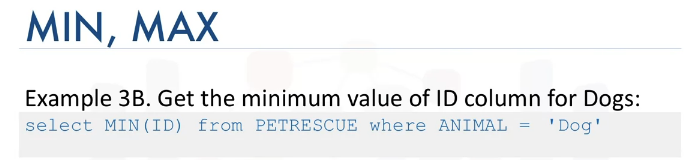 MIN, MAX
Example 3B. Get the minimum value of ID column for Dogs:
select MIN(ID) from PETRESCUE where ANIMAL = 'Dog'